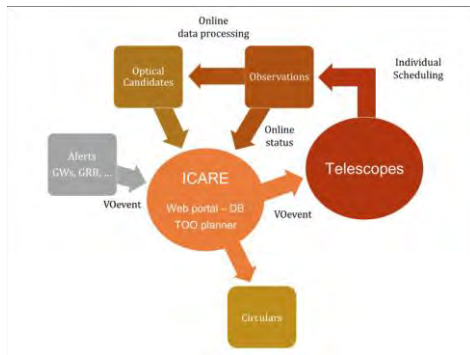 Online
data processing
Individual
Scheduling
Optical
Candidates
Observations
Online
status
Alerts
GWs, GRB, ...
ICARE
Telescopes
Web portal – DB
TOO planner
VOevent
VOevent
Circulars